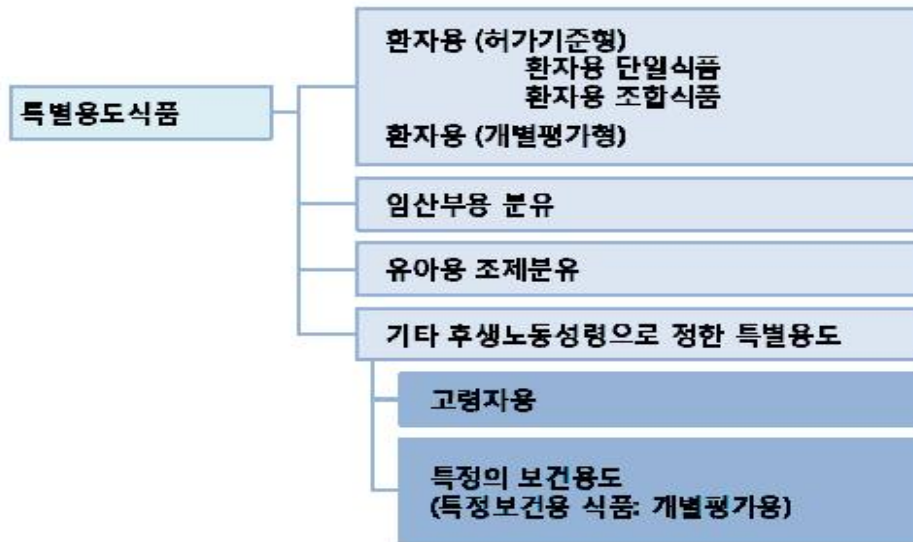 특별용도식품
환자용 (허가기준형)
환자용 단일식품
환자용 조합식품
환자용 (개별평가형)
임산부용 분유
유아용 조제분유
기타 후생노동성령으로 정한 특별용도
고령자용
특정의 보건용도
(특정보건용 식품: 개별평가용)